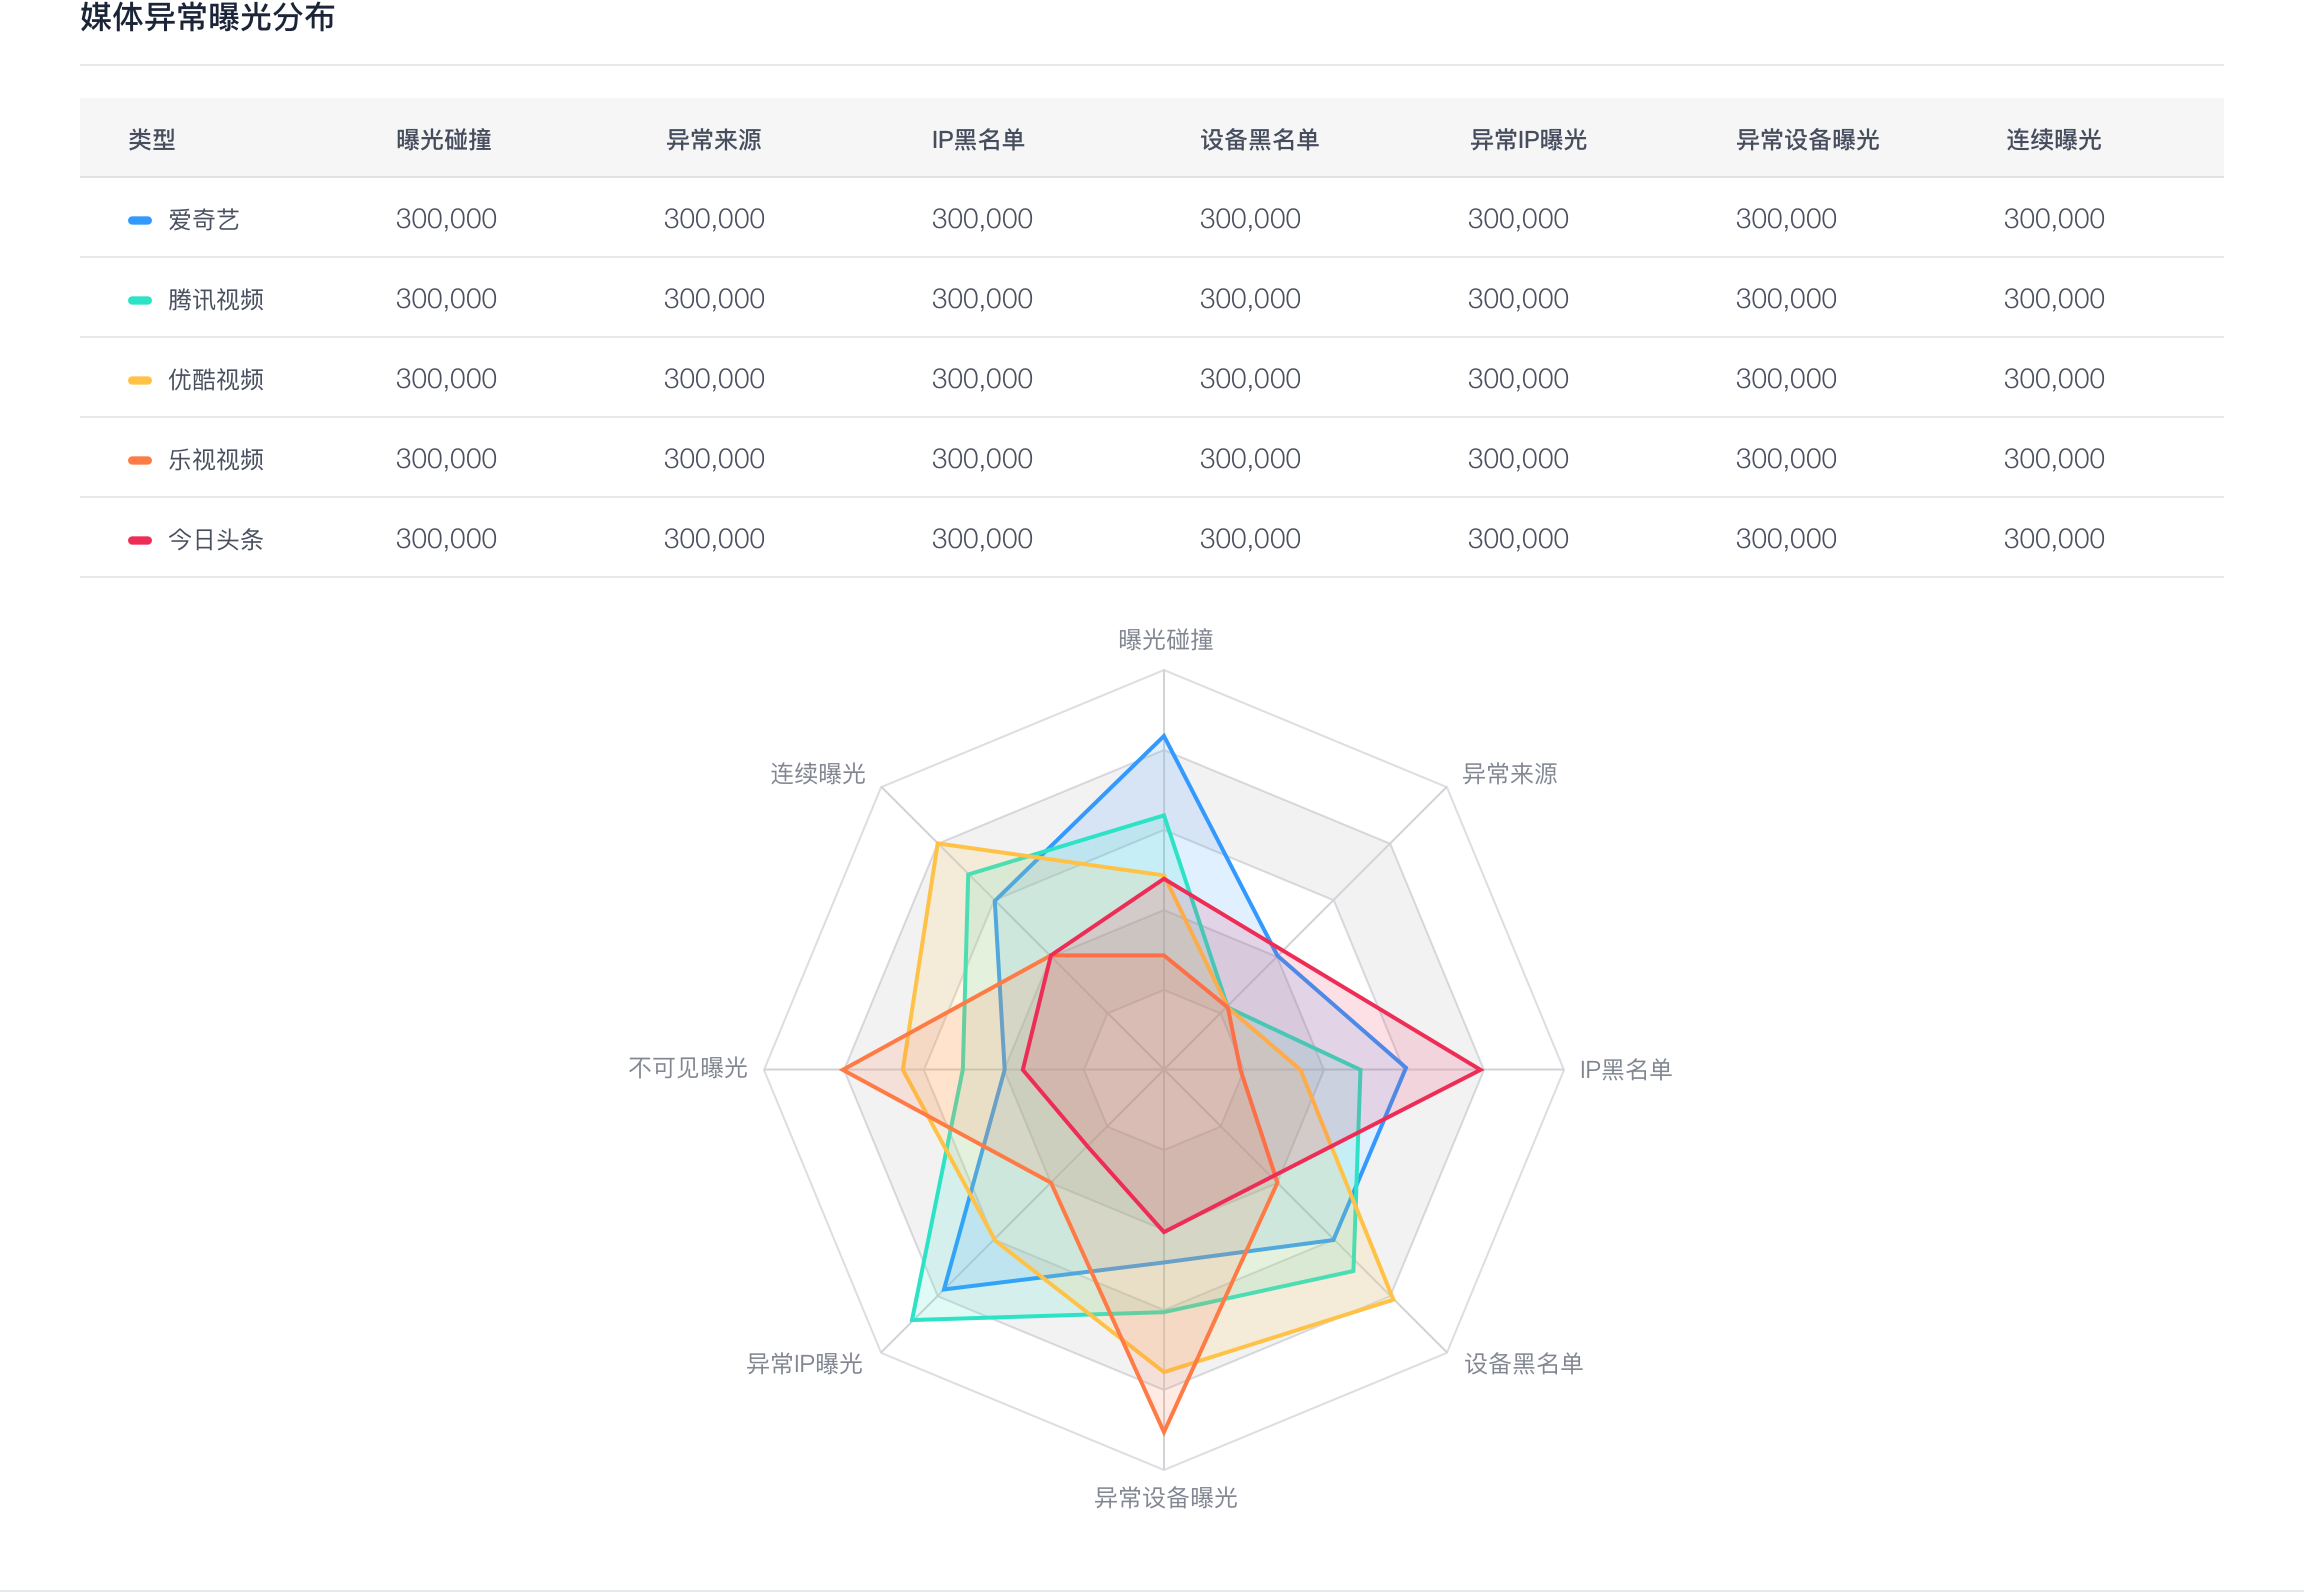 媒体异常曝光分布
类型 曝光碰撞 异常来源 IP黑名单 设备黑名单 异常IP曝光 异常设备曝光 连续曝光
爱奇艺 300,000 300,000 300,000 300,000 300,000 300,000 300,000
腾讯视频 300,000 300,000 300,000 300,000 300,000 300,000 300,000
优酷视频 300,000 300,000 300,000 300,000 300,000 300,000 300,000
乐视视频 300,000 300,000 300,000 300,000 300,000 300,000 300,000
今日头条 300,000 300,000 300,000 300,000 300,000 300,000 300,000
曝光碰撞
连续曝光 异常来源
不可见曝光 IP黑名单
异常IP曝光 设备黑名单
异常设备曝光